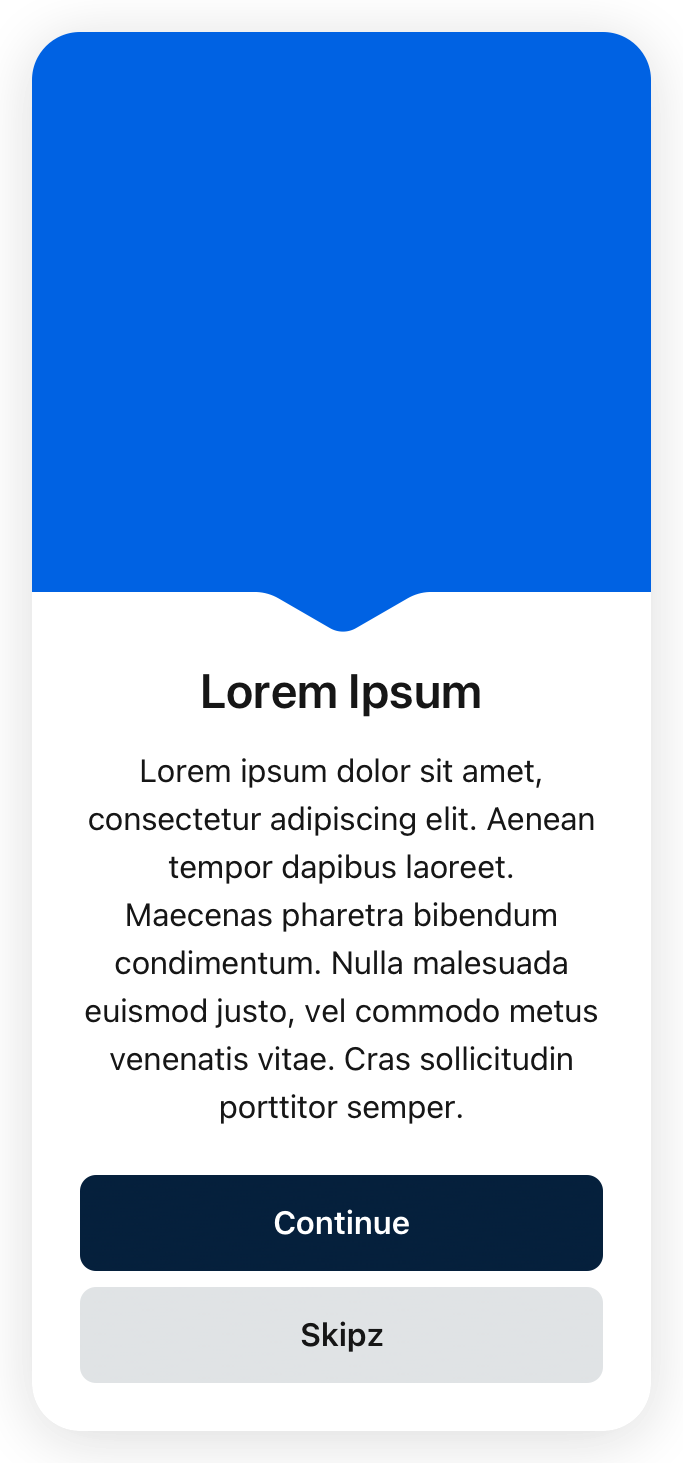 Lorem Ipsum
Lorem ipsum dolor sit amet,
consectetur adipiscing elit. Aenean
tempor dapibus laoreet.
Maecenas pharetra bibendum
condimentum. Nulla malesuada
euismod justo, vel commodo metus
venenatis vitae. Cras sollicitudin
porttitor semper.
Continue
Skipz